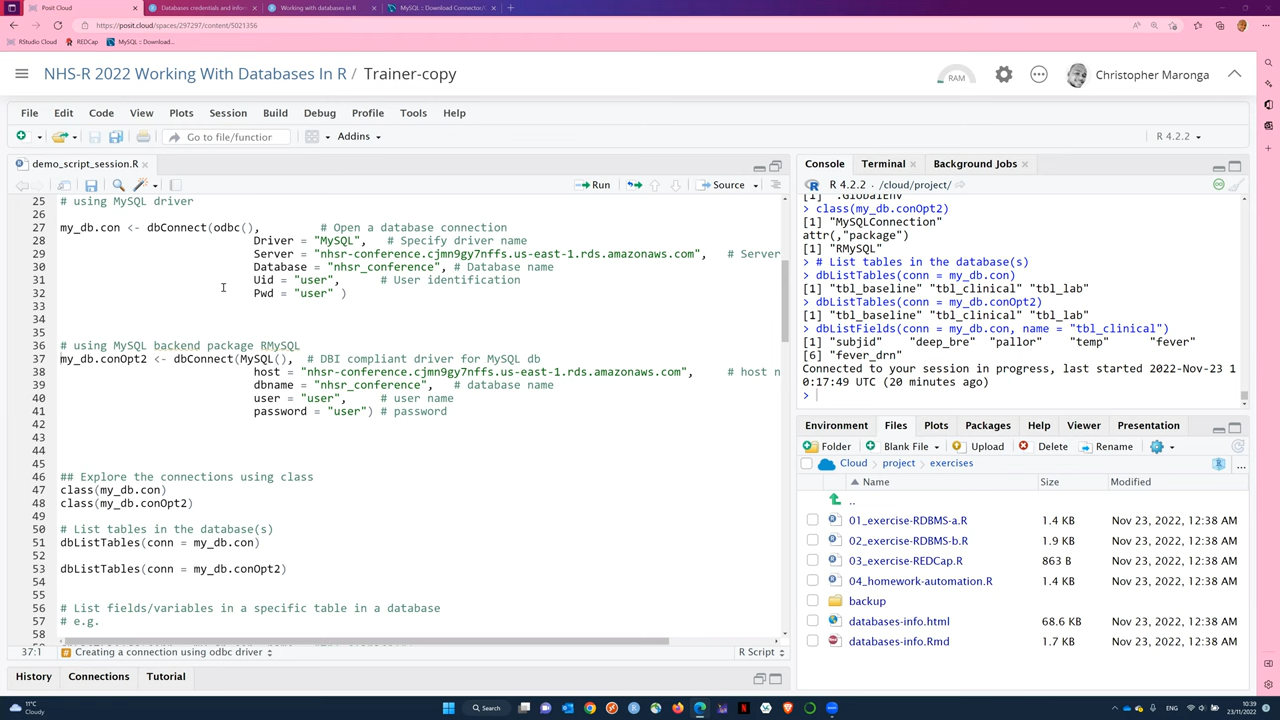 Posit Cloud
Databases credentials and infor
Working with databases in R
MySQL :: Download Connector/
https://posit.cloud/spaces/297297/content/5021356
RStudio Cloud
REDCap
MySQL :: Download...
NHS-R 2022 Working With Databases In R / Trainer-copy
RAM
Christopher Maronga
File Edit Code View Plots Session Build Debug Profile Tools Help
Go to file/function
Addins
R 4.2.2
demo_script_session.R
Run
Source
25 # using MySQL driver
26
27 my_db.con <- dbConnect(odbc(), # Open a database connection
28 Driver = "MySQL", # Specify driver name
29 Server = "nhsr-conference.cjmn9gy7nffs.us-east-1.rds.amazonaws.com", # Server
30 Database = "nhsr_conference", # Database name
31 Uid = "user", # User identification
32 Pwd = "user" )
33
34
35
36 # using MySQL backend package RMySQL
37 my_db.conOpt2 <- dbConnect(MySQL(), # DBI compliant driver for MySQL db
38 host = "nhsr-conference.cjmn9gy7nffs.us-east-1.rds.amazonaws.com", # host n
39 dbname = "nhsr_conference", # database name
40 user = "user", # user name
41 password = "user") # password
42
43
44
45
46 ## Explore the connections using class
47 class(my_db.con)
48 class(my_db.conOpt2)
49
50 # List tables in the database(s)
51 dbListTables(conn = my_db.con)
52
53 dbListTables(conn = my_db.conOpt2)
54
55
56 # List fields/variables in a specific table in a database
57 # e.g.
58
37:1 Creating a connection using odbc driver
R Script
History Connections Tutorial
Console Terminal Background Jobs
R 4.2.2 · /cloud/project/
[1] ".GlobalEnv"
> class(my_db.conOpt2)
[1] "MySQLConnection"
attr(,"package")
[1] "RMySQL"
> # List tables in the database(s)
> dbListTables(conn = my_db.con)
[1] "tbl_baseline" "tbl_clinical" "tbl_lab"
> dbListTables(conn = my_db.conOpt2)
[1] "tbl_baseline" "tbl_clinical" "tbl_lab"
> dbListFields(conn = my_db.con, name = "tbl_clinical")
[1] "subjid" "deep_bre" "pallor" "temp" "fever"
[6] "fever_drn"
Connected to your session in progress, last started 2022-Nov-23 1
0:17:49 UTC (20 minutes ago)
>
Environment Files Plots Packages Help Viewer Presentation
Folder Blank File Upload Delete Rename
Cloud project exercises
Name Size Modified
..
01_exercise-RDBMS-a.R 1.4 KB Nov 23, 2022, 12:38 AM
02_exercise-RDBMS-b.R 1.9 KB Nov 23, 2022, 12:38 AM
03_exercise-REDCap.R 863 B Nov 23, 2022, 12:38 AM
04_homework-automation.R 1.4 KB Nov 23, 2022, 12:38 AM
backup
databases-info.html 68.6 KB Nov 23, 2022, 12:38 AM
databases-info.Rmd 1.7 KB Nov 23, 2022, 12:38 AM
11°C
Cloudy
Search
ENG
10:39
23/11/2022